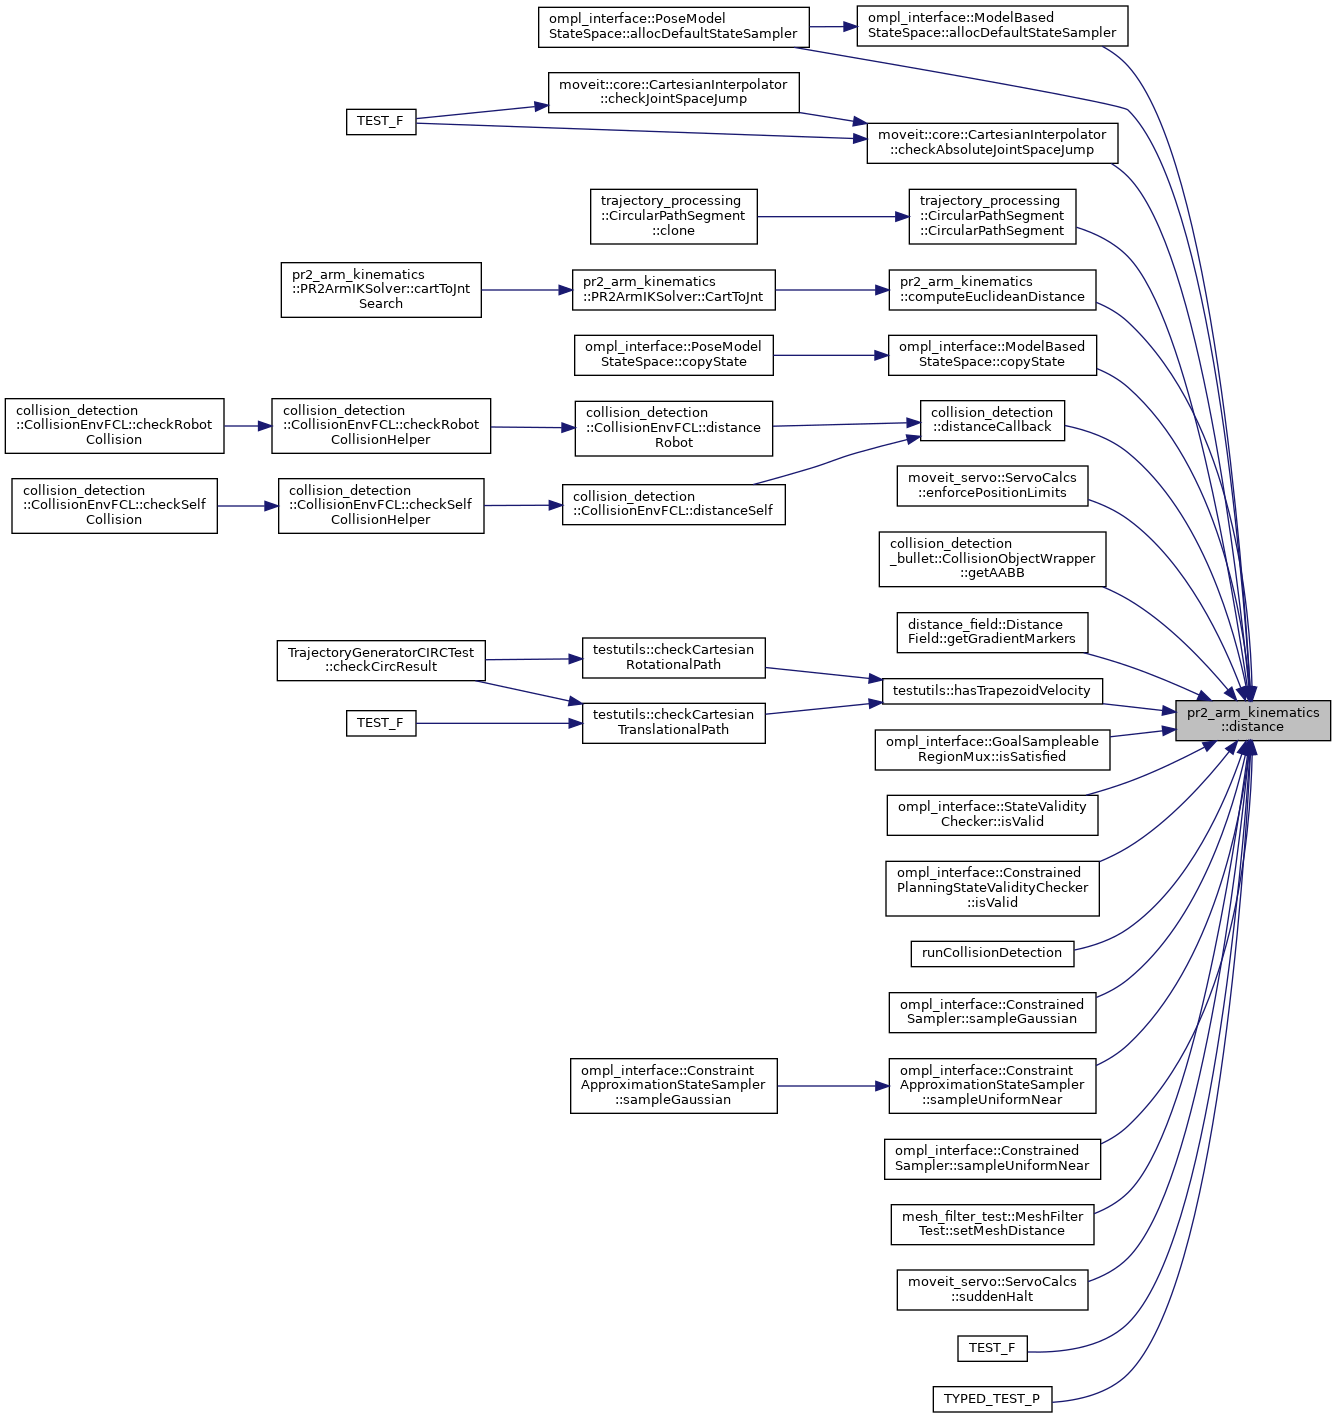 ompl_interface::PoseModel
StateSpace::allocDefaultStateSampler
ompl_interface::ModelBased
StateSpace::allocDefaultStateSampler
moveit::core::CartesianInterpolator
::checkJointSpaceJump
TEST_F
moveit::core::CartesianInterpolator
::checkAbsoluteJointSpaceJump
trajectory_processing
::CircularPathSegment
::clone
trajectory_processing
::CircularPathSegment
::CircularPathSegment
pr2_arm_kinematics
::PR2ArmIKSolver::cartToJnt
Search
pr2_arm_kinematics
::PR2ArmIKSolver::CartToJnt
pr2_arm_kinematics
::computeEuclideanDistance
ompl_interface::PoseModel
StateSpace::copyState
ompl_interface::ModelBased
StateSpace::copyState
collision_detection
::CollisionEnvFCL::checkRobot
Collision
collision_detection
::CollisionEnvFCL::checkRobot
CollisionHelper
collision_detection
::CollisionEnvFCL::distance
Robot
collision_detection
::distanceCallback
collision_detection
::CollisionEnvFCL::checkSelf
Collision
collision_detection
::CollisionEnvFCL::checkSelf
CollisionHelper
collision_detection
::CollisionEnvFCL::distanceSelf
moveit_servo::ServoCalcs
::enforcePositionLimits
collision_detection
_bullet::CollisionObjectWrapper
::getAABB
distance_field::Distance
Field::getGradientMarkers
TrajectoryGeneratorCIRCTest
::checkCircResult
testutils::checkCartesian
RotationalPath
testutils::hasTrapezoidVelocity
TEST_F
testutils::checkCartesian
TranslationalPath
pr2_arm_kinematics
::distance
ompl_interface::GoalSampleable
RegionMux::isSatisfied
ompl_interface::StateValidity
Checker::isValid
ompl_interface::Constrained
PlanningStateValidityChecker
::isValid
runCollisionDetection
ompl_interface::Constrained
Sampler::sampleGaussian
ompl_interface::Constraint
ApproximationStateSampler
::sampleGaussian
ompl_interface::Constraint
ApproximationStateSampler
::sampleUniformNear
ompl_interface::Constrained
Sampler::sampleUniformNear
mesh_filter_test::MeshFilter
Test::setMeshDistance
moveit_servo::ServoCalcs
::suddenHalt
TEST_F
TYPED_TEST_P